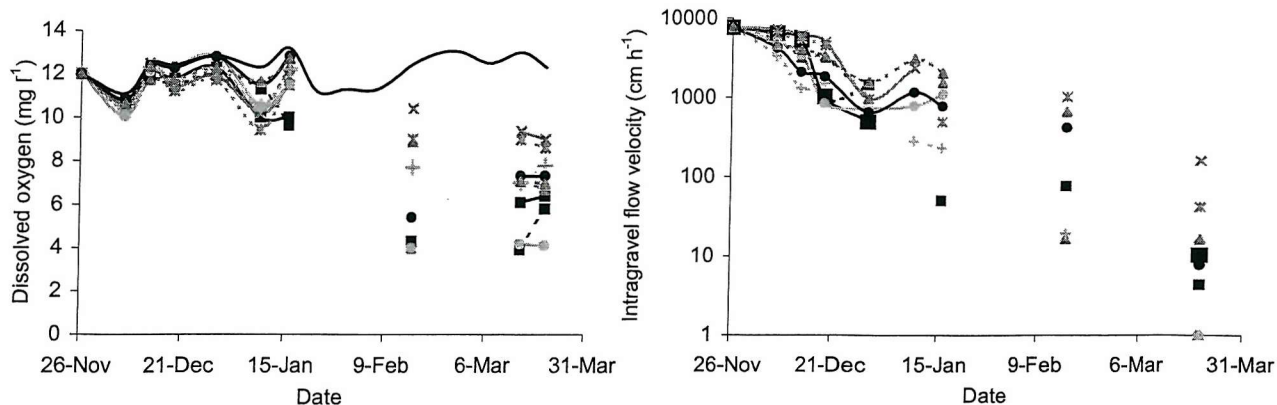 14
12
10
8
6
4
2
0
Dissolved oxygen (mg l⁻¹)
26-Nov 21-Dec 15-Jan 9-Feb 6-Mar 31-Mar
Date
10000
1000
100
10
1
Intragravel flow velocity (cm h⁻¹)
26-Nov 21-Dec 15-Jan 9-Feb 6-Mar 31-Mar
Date